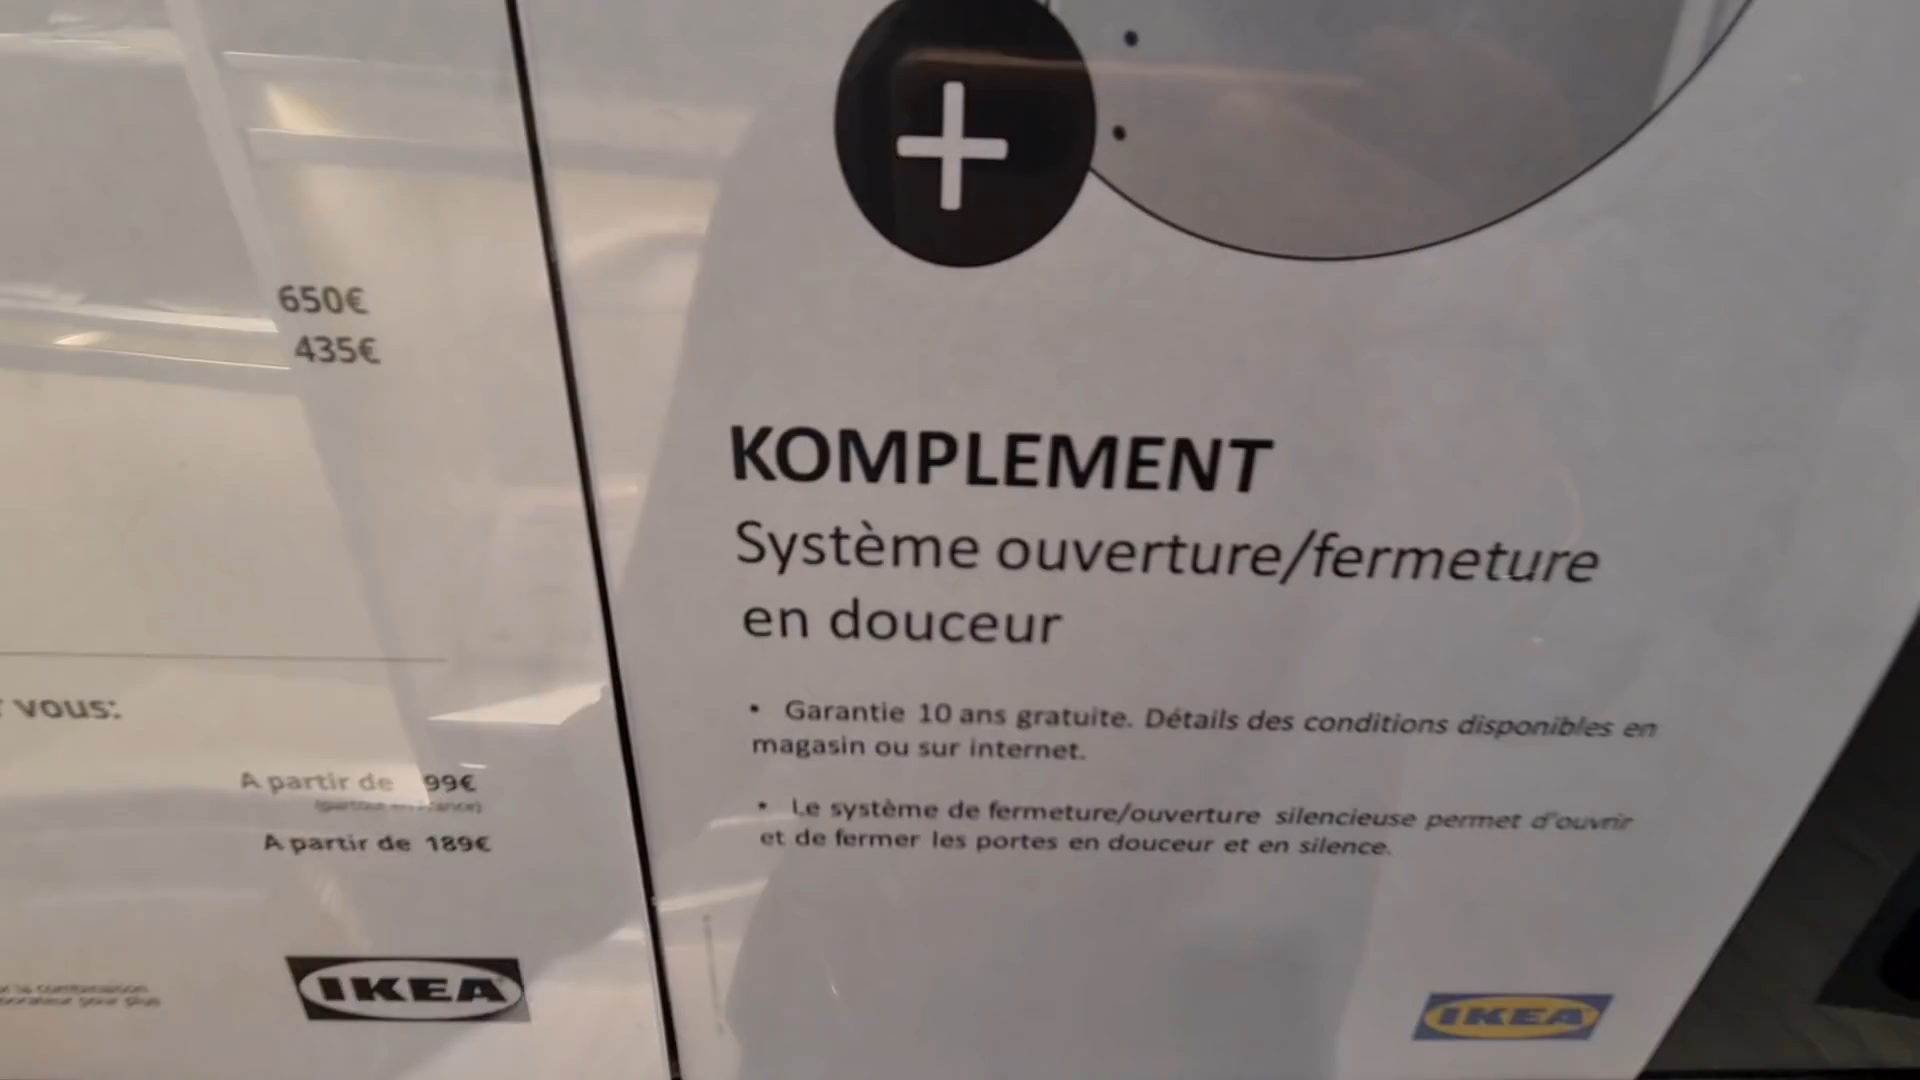 650€
435€
vous:
A partir de 99€
A partir de 189€
IKEA
+
KOMPLEMENT
Système ouverture/fermeture
en douceur
• Garantie 10 ans gratuite. Détails des conditions disponibles en
magasin ou sur internet.
• Le système de fermeture/ouverture silencieuse permet d'ouvrir
et de fermer les portes en douceur et en silence.
IKEA